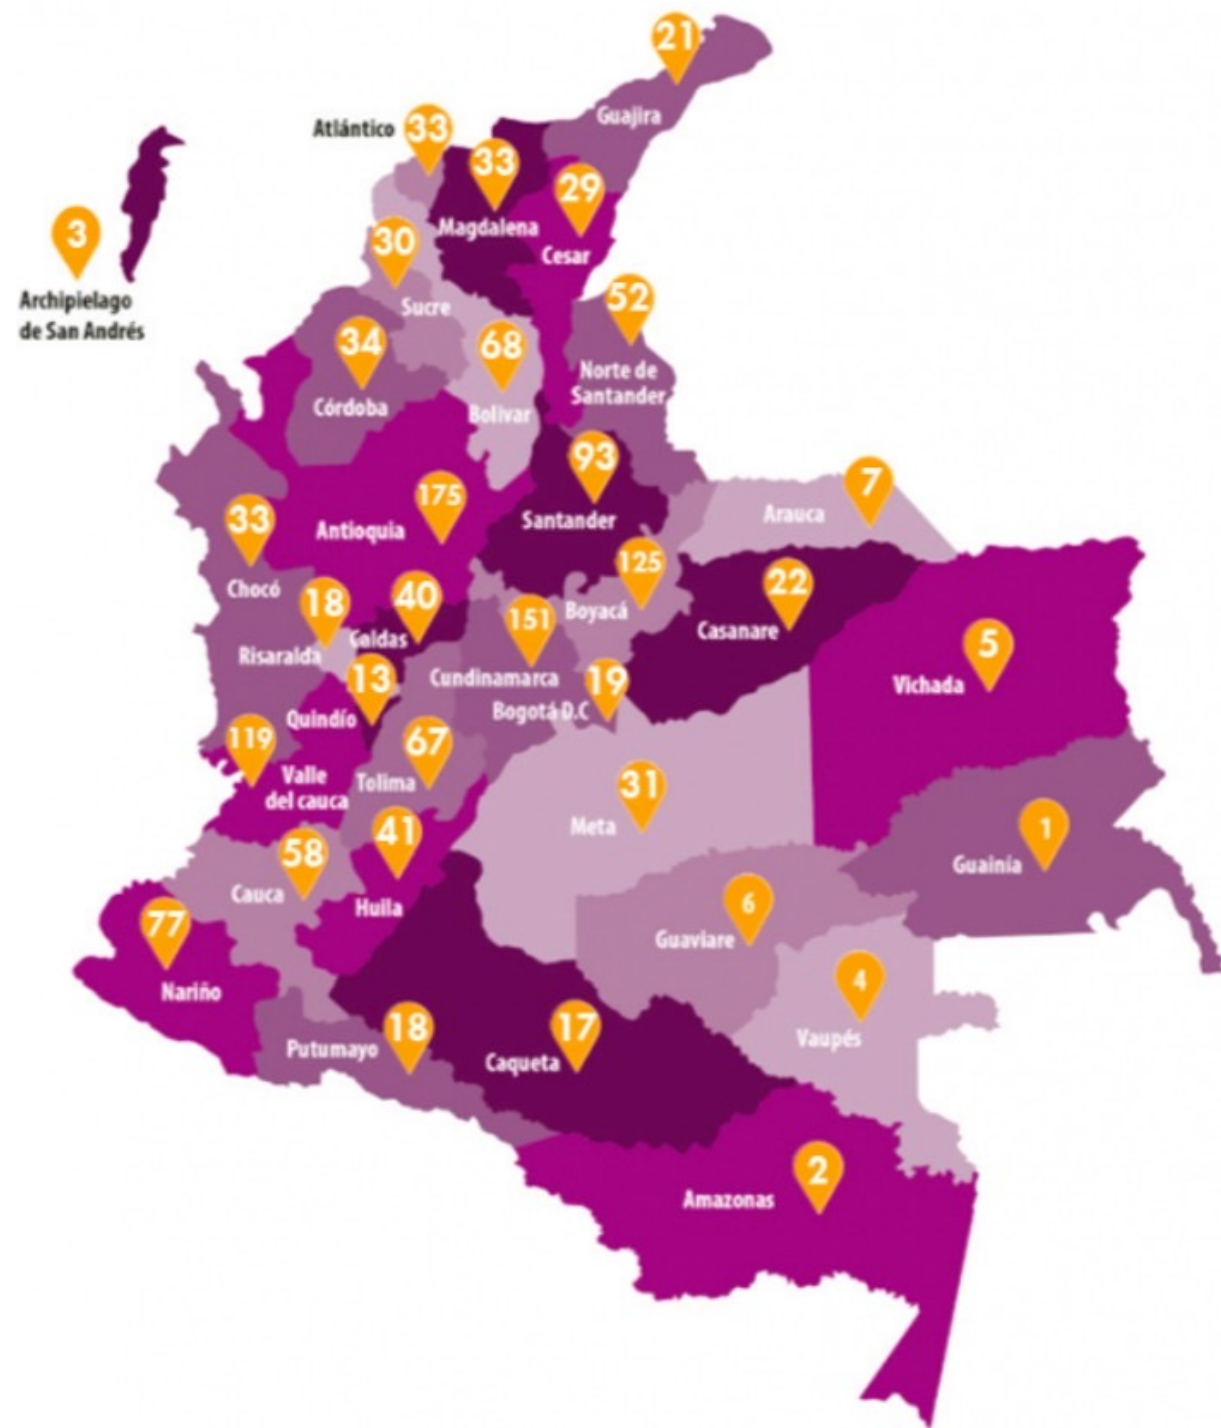 21
Guajira
Atlántico 33
33
Magdalena
29
Cesar
3
Archipielago
de San Andrés
30
Sucre
52
Norte de
Santander
34
Córdoba
68
Bolivar
93
Santander
175
Antioquia
7
Arauca
33
Chocó
125
Boyacá
22
Casanare
18
Risaralda
40
Caldas
151
Cundinamarca
5
Vichada
13
Quindío
19
Bogotá D.C
119
Valle
del cauca
67
Tolima
31
Meta
1
Guainía
41
Huila
58
Cauca
6
Guaviare
77
Nariño
4
Vaupés
18
Putumayo
17
Caqueta
2
Amazonas